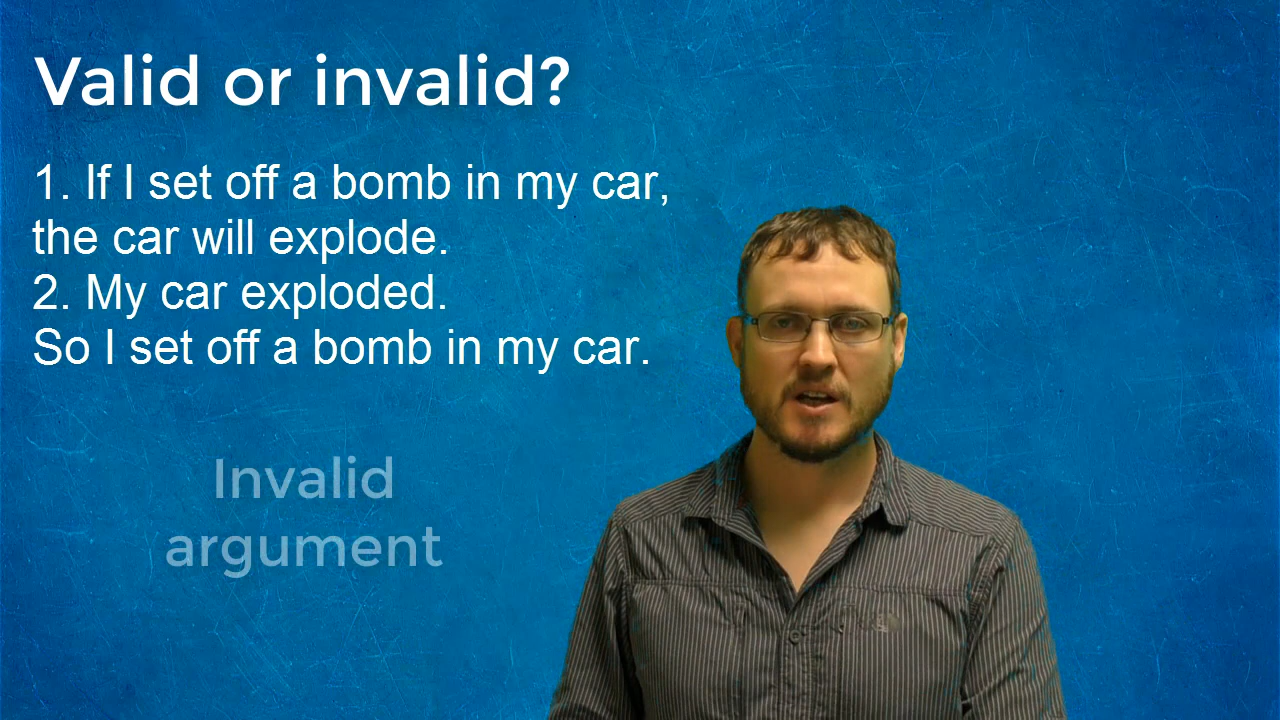 Valid or invalid?
1. If I set off a bomb in my car,
the car will explode.
2. My car exploded.
So I set off a bomb in my car.
Invalid
argument